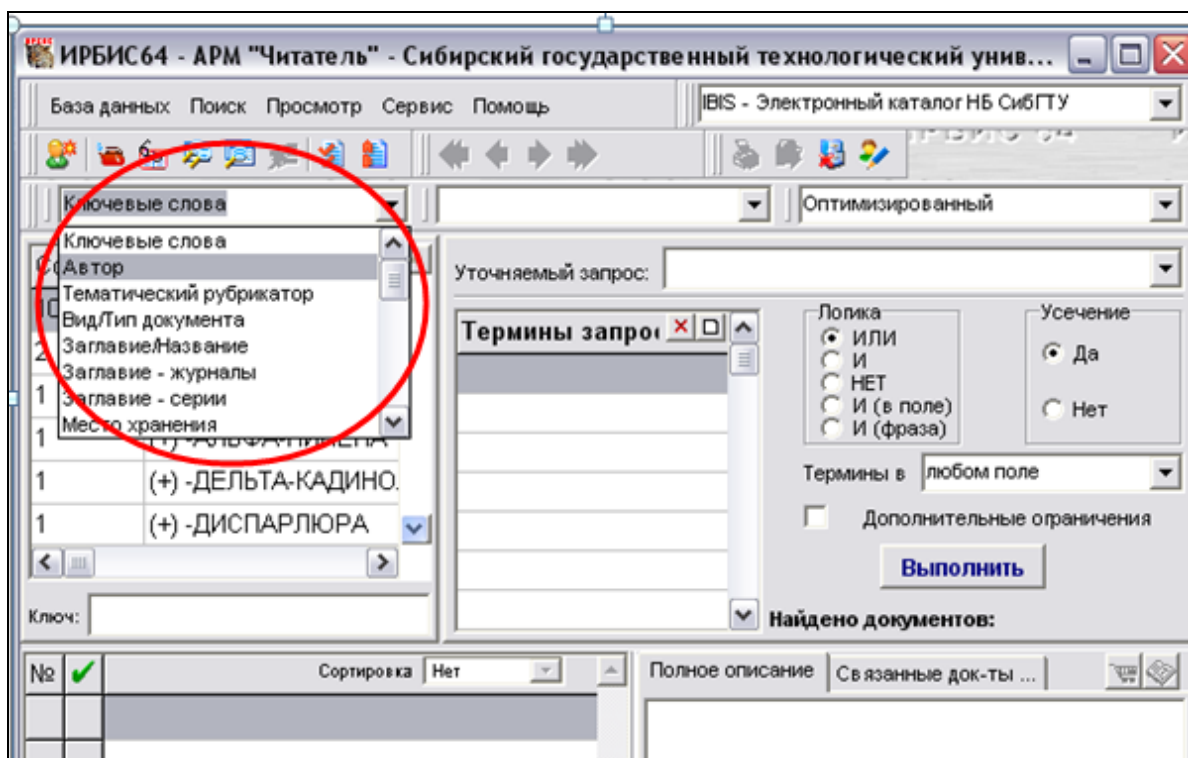 ИРБИС64 - АРМ "Читатель" - Сибирский государственный технологический унив...
База данных Поиск Просмотр Сервис Помощь
IBIS - Электронный каталог НБ СибГТУ
Ключевые слова
Оптимизированный
Ключевые слова
Автор
Тематический рубрикатор
Вид/Тип документа
Заглавие/Название
Заглавие - журналы
Заглавие - серии
Место хранения
2
1
1
1 (+) -ДЕЛЬТА-КАДИНО
1 (+) -ДИСПАРЛЮРА
Ключ:
Уточняемый запрос:
Термины запро
Логика
ИЛИ
И
НЕТ
И (в поле)
И (фраза)
Усечение
Да
Нет
Термины в любом поле
Дополнительные ограничения
Выполнить
Найдено документов:
№ Сортировка Нет
Полное описание Связанные док-ты ...